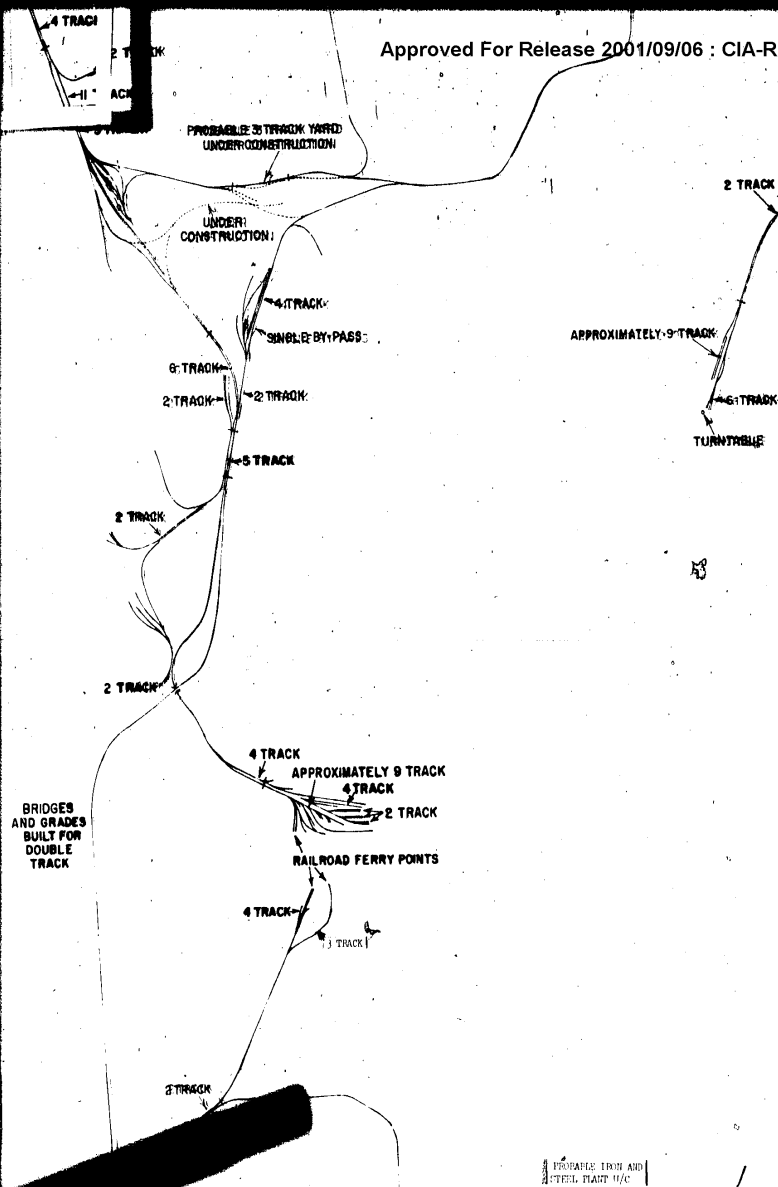 4 TRACK
Approved For Release 2001/09/06 : CIA-R
2 TRACK
11 TRACK
PROBABLE 3 TRACK YARD
UNDER CONSTRUCTION
2 TRACK
UNDER
CONSTRUCTION
4 TRACK
SINGLE BY-PASS
APPROXIMATELY 9 TRACK
6 TRACK
2 TRACK
2 TRACK
6 TRACK
TURNTABLE
5 TRACK
2 TRACK
2 TRACK
4 TRACK
APPROXIMATELY 9 TRACK
4 TRACK
2 TRACK
BRIDGES
AND GRADES
BUILT FOR
DOUBLE
TRACK
RAILROAD FERRY POINTS
4 TRACK
3 TRACK
2 TRACK
PROBABLE IRON AND
STEEL PLANT U/C